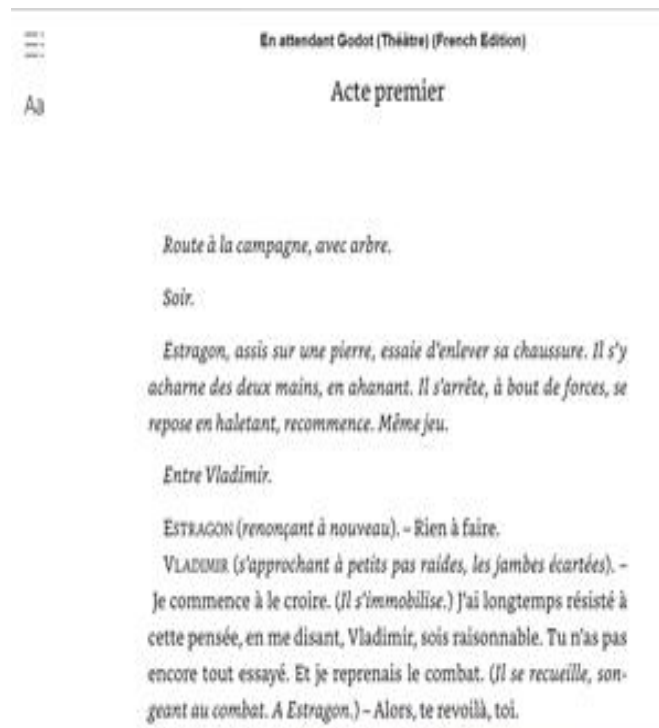 En attendant Godot (Théâtre) (French Edition)
Aa
Acte premier
Route à la campagne, avec arbre.
Soir.
Estragon, assis sur une pierre, essaie d'enlever sa chaussure. Il s'y
acharne des deux mains, en ahanant. Il s'arrête, à bout de forces, se
repose en haletant, recommence. Même jeu.
Entre Vladimir.
ESTRAGON (renonçant à nouveau). – Rien à faire.
VLADIMIR (s'approchant à petits pas raides, les jambes écartées). –
Je commence à le croire. (Il s'immobilise.) J'ai longtemps résisté à
cette pensée, en me disant, Vladimir, sois raisonnable. Tu n'as pas
encore tout essayé. Et je reprenais le combat. (Il se recueille, son-
geant au combat. A Estragon.) – Alors, te revoilà, toi.